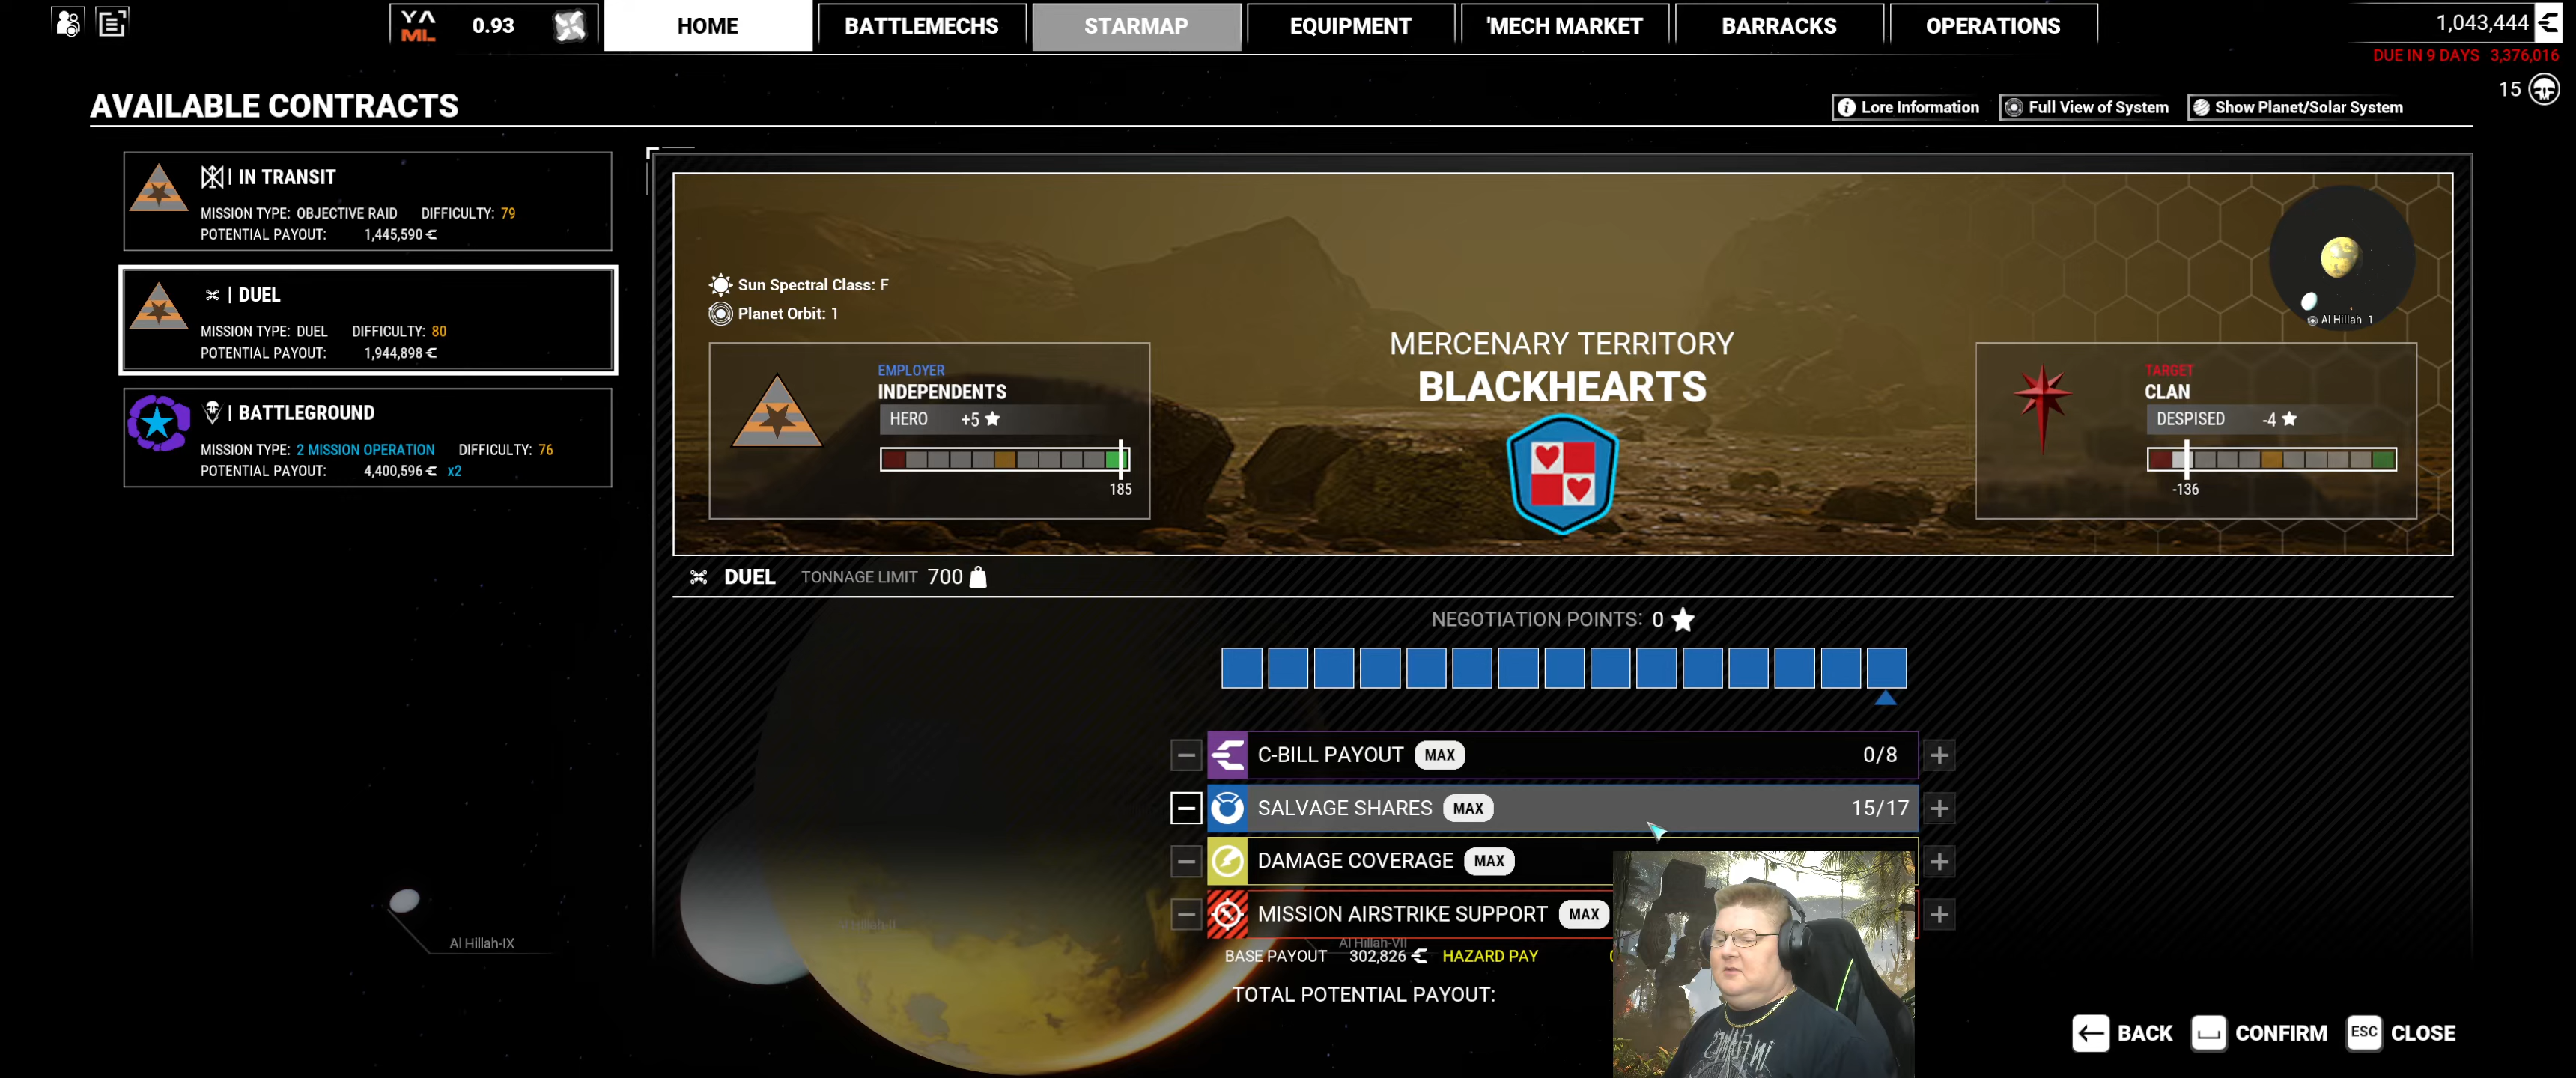 YA
ML
0.93
HOME
BATTLEMECHS
STARMAP
EQUIPMENT
'MECH MARKET
BARRACKS
OPERATIONS
1,043,444
DUE IN 9 DAYS 3,376,016
15
AVAILABLE CONTRACTS
Lore Information
Full View of System
Show Planet/Solar System
| IN TRANSIT
MISSION TYPE: OBJECTIVE RAID DIFFICULTY: 79
POTENTIAL PAYOUT: 1,445,590
| DUEL
MISSION TYPE: DUEL DIFFICULTY: 80
POTENTIAL PAYOUT: 1,944,898
| BATTLEGROUND
MISSION TYPE: 2 MISSION OPERATION DIFFICULTY: 76
POTENTIAL PAYOUT: 4,400,596 x2
Sun Spectral Class: F
Planet Orbit: 1
Al Hillah 1
EMPLOYER
INDEPENDENTS
HERO +5
185
MERCENARY TERRITORY
BLACKHEARTS
TARGET
CLAN
DESPISED -4
-136
DUEL TONNAGE LIMIT 700
NEGOTIATION POINTS: 0
C-BILL PAYOUT MAX 0/8
SALVAGE SHARES MAX 15/17
DAMAGE COVERAGE MAX
MISSION AIRSTRIKE SUPPORT MAX
Al Hillah-II
Al Hillah-VII
Al Hillah-IX
BASE PAYOUT 302,826 HAZARD PAY
TOTAL POTENTIAL PAYOUT:
BACK
CONFIRM
ESC CLOSE